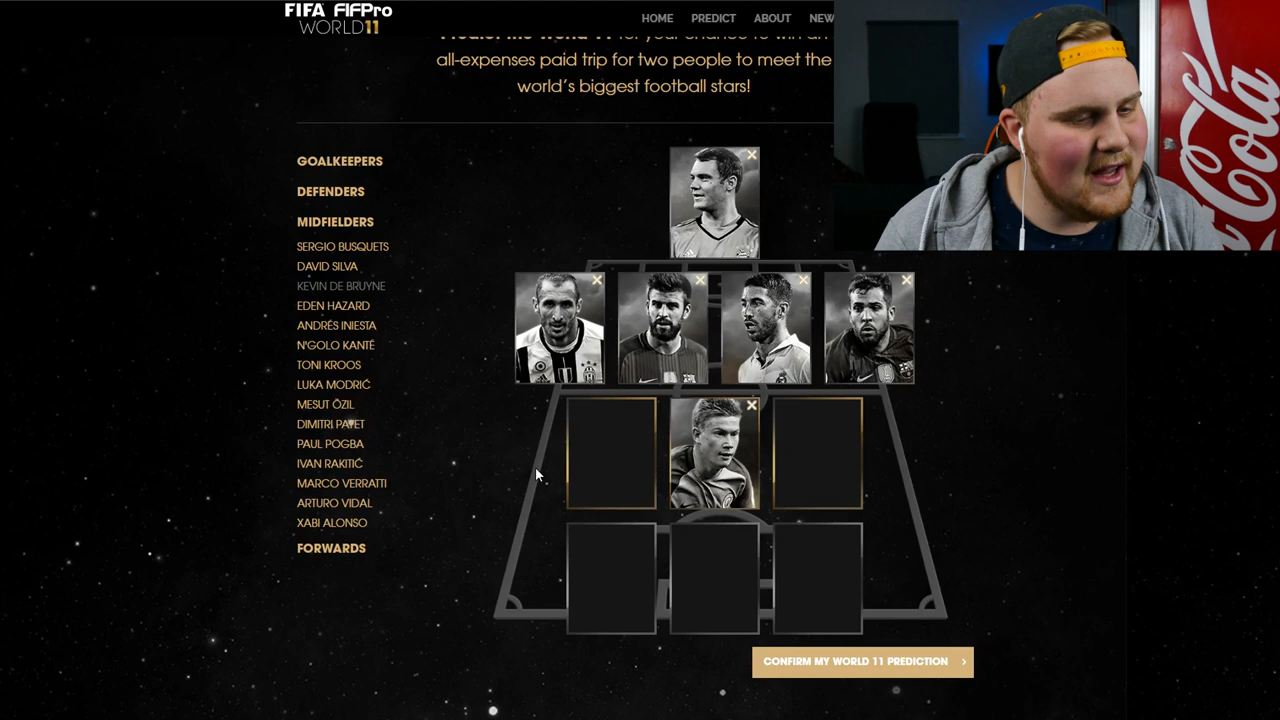 FIFA FIFPro
WORLD11
HOME PREDICT ABOUT NEW
all-expenses paid trip for two people to meet the
world's biggest football stars!
GOALKEEPERS
DEFENDERS
MIDFIELDERS
SERGIO BUSQUETS
DAVID SILVA
KEVIN DE BRUYNE
EDEN HAZARD
ANDRÉS INIESTA
N'GOLO KANTÉ
TONI KROOS
LUKA MODRIĆ
MESUT ÖZIL
DIMITRI PAYET
PAUL POGBA
IVAN RAKITIĆ
MARCO VERRATTI
ARTURO VIDAL
XABI ALONSO
FORWARDS
CONFIRM MY WORLD 11 PREDICTION
Coca-Cola